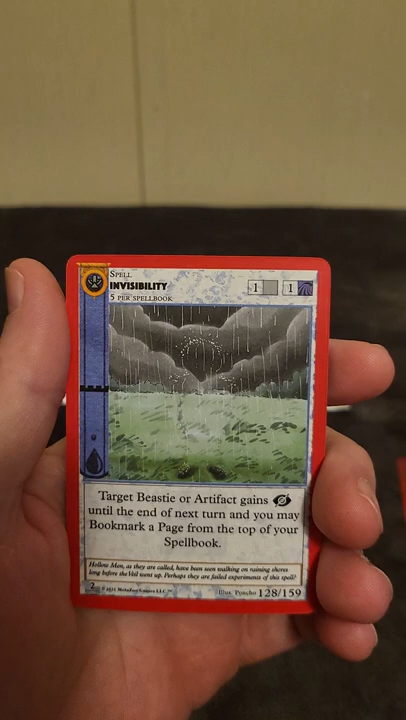 SPELL
INVISIBILITY
5 PER SPELLBOOK
1 1
Target Beastie or Artifact gains
until the end of next turn and you may
Bookmark a Page from the top of your
Spellbook.
Hollow Men, as they are called, have been seen walking on raining shores
long before the Veil went up. Perhaps they are failed experiments of this spell?
2 © 2021 MetaZoo Games LLC™ Illus. Poncho 128/159